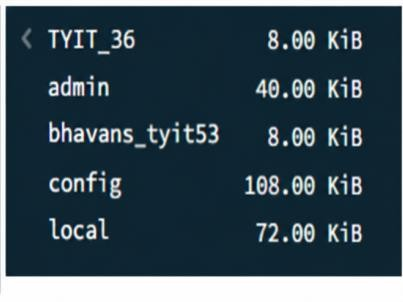 TYIT_36 8.00 KiB
admin 40.00 KiB
bhavans_tyit53 8.00 KiB
config 108.00 KiB
local 72.00 KiB